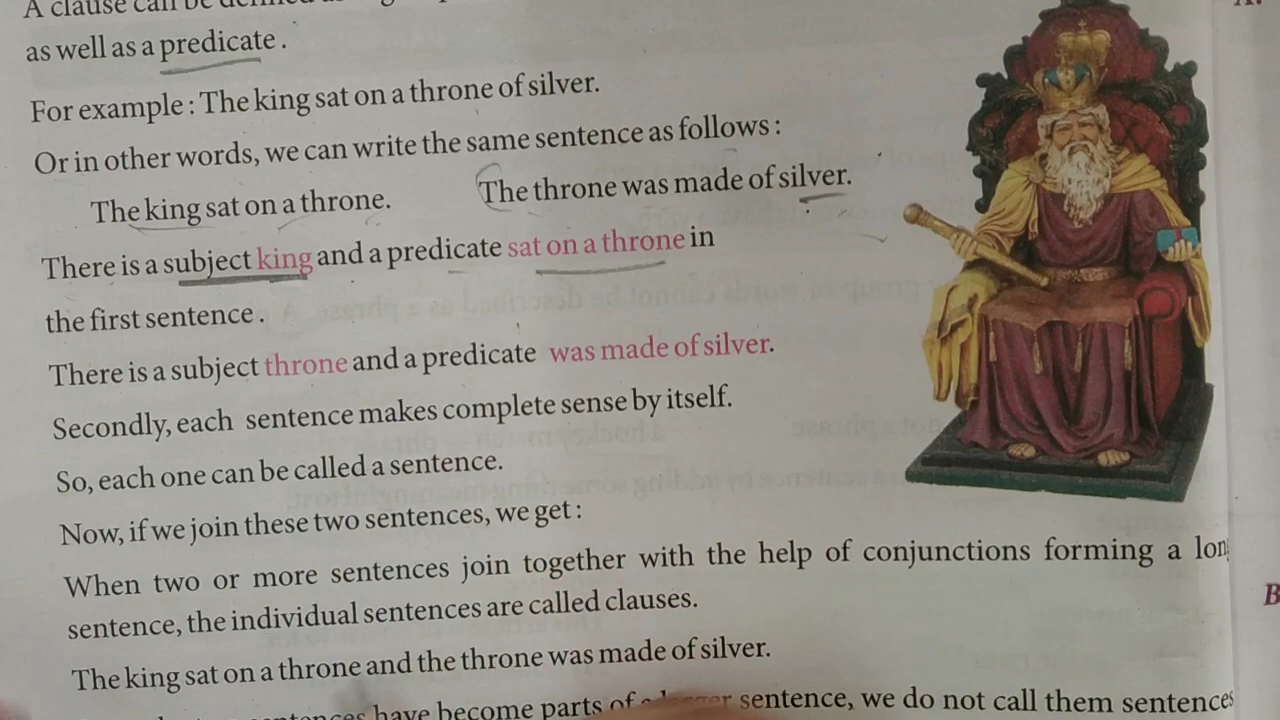 A clause can be
as well as a predicate .
For example : The king sat on a throne of silver.
Or in other words, we can write the same sentence as follows :
The king sat on a throne. The throne was made of silver.
There is a subject king and a predicate sat on a throne in
the first sentence .
There is a subject throne and a predicate was made of silver.
Secondly, each sentence makes complete sense by itself.
So, each one can be called a sentence.
Now, if we join these two sentences, we get :
When two or more sentences join together with the help of conjunctions forming a lon
sentence, the individual sentences are called clauses.
The king sat on a throne and the throne was made of silver.
have become parts of sentence, we do not call them sentences
B